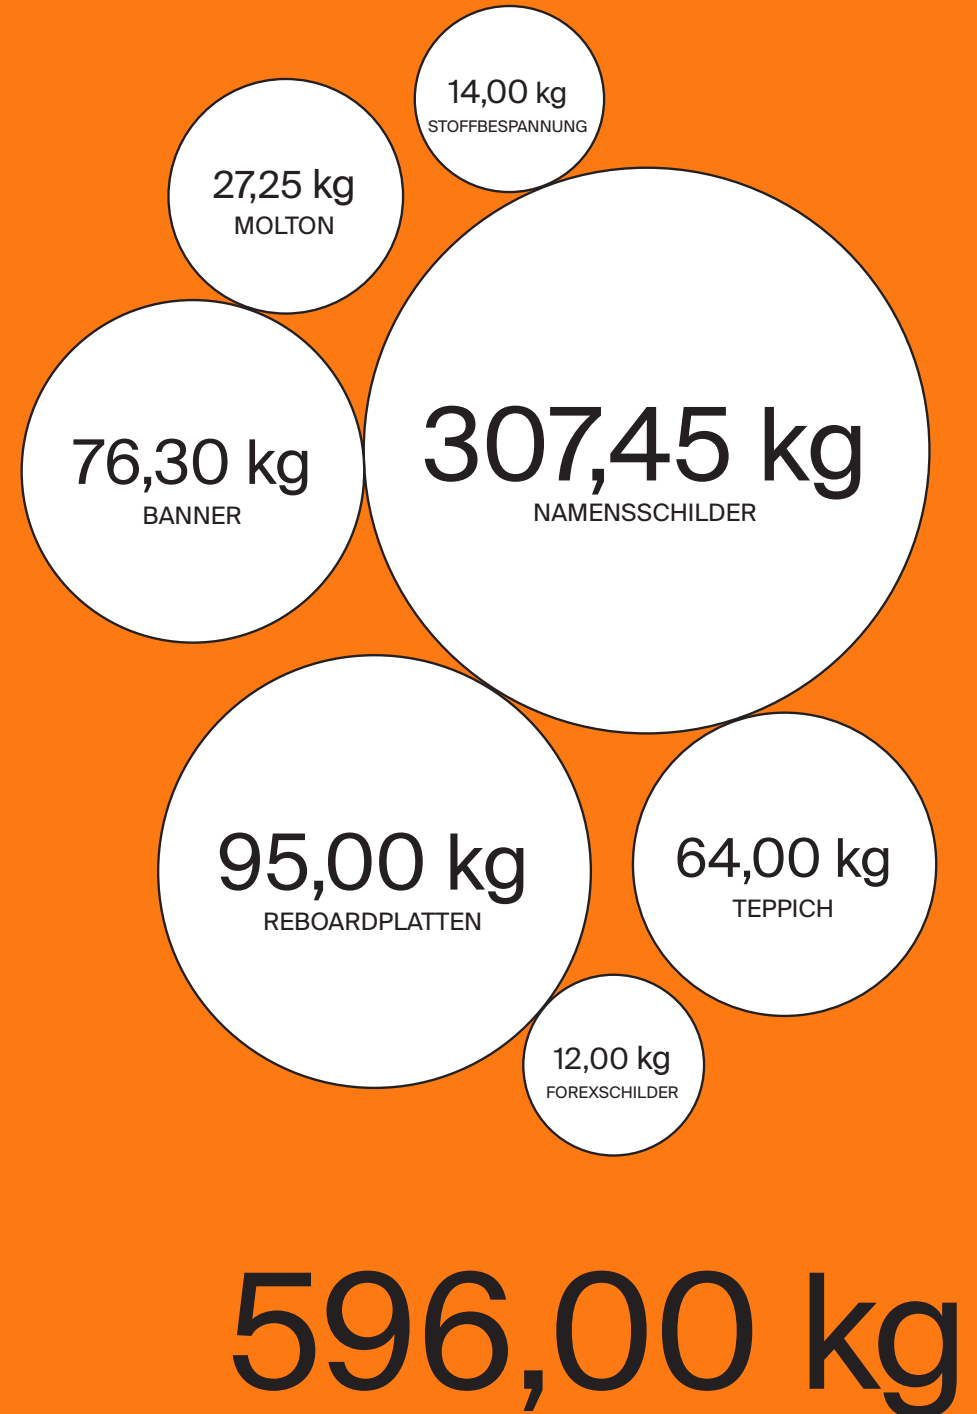 14,00 kg
STOFFBESPANNUNG
27,25 kg
MOLTON
307,45 kg
NAMENSSCHILDER
76,30 kg
BANNER
95,00 kg
REBOARDPLATTEN
64,00 kg
TEPPICH
12,00 kg
FOREXSCHILDER
596,00 kg